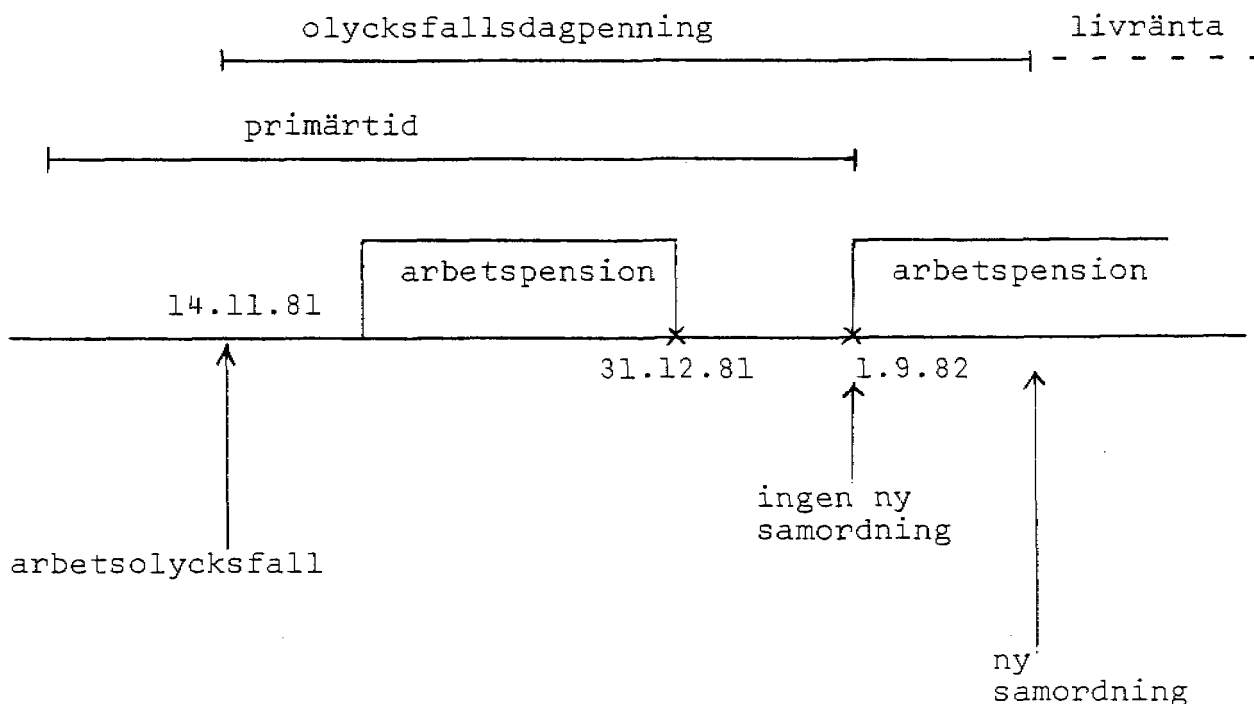 olycksfallsdagpenning livränta
primärtid
arbetspension arbetspension
14.11.81
31.12.81 1.9.82
ingen ny
samordning
arbetsolycksfall
ny
samordning